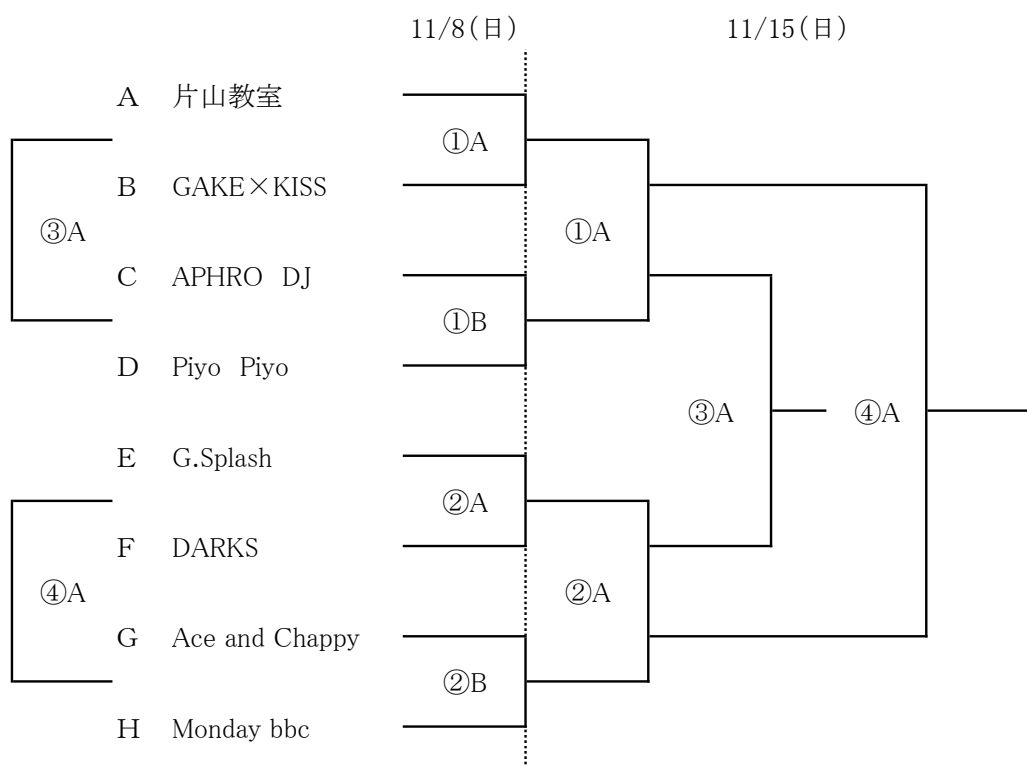 11/8(日) 11/15(日)
A 片山教室
①A
B GAKE×KISS
③A ①A
C APHRO DJ
①B
D Piyo Piyo
③A ④A
E G.Splash
②A
F DARKS
④A ②A
G Ace and Chappy
②B
H Monday bbc